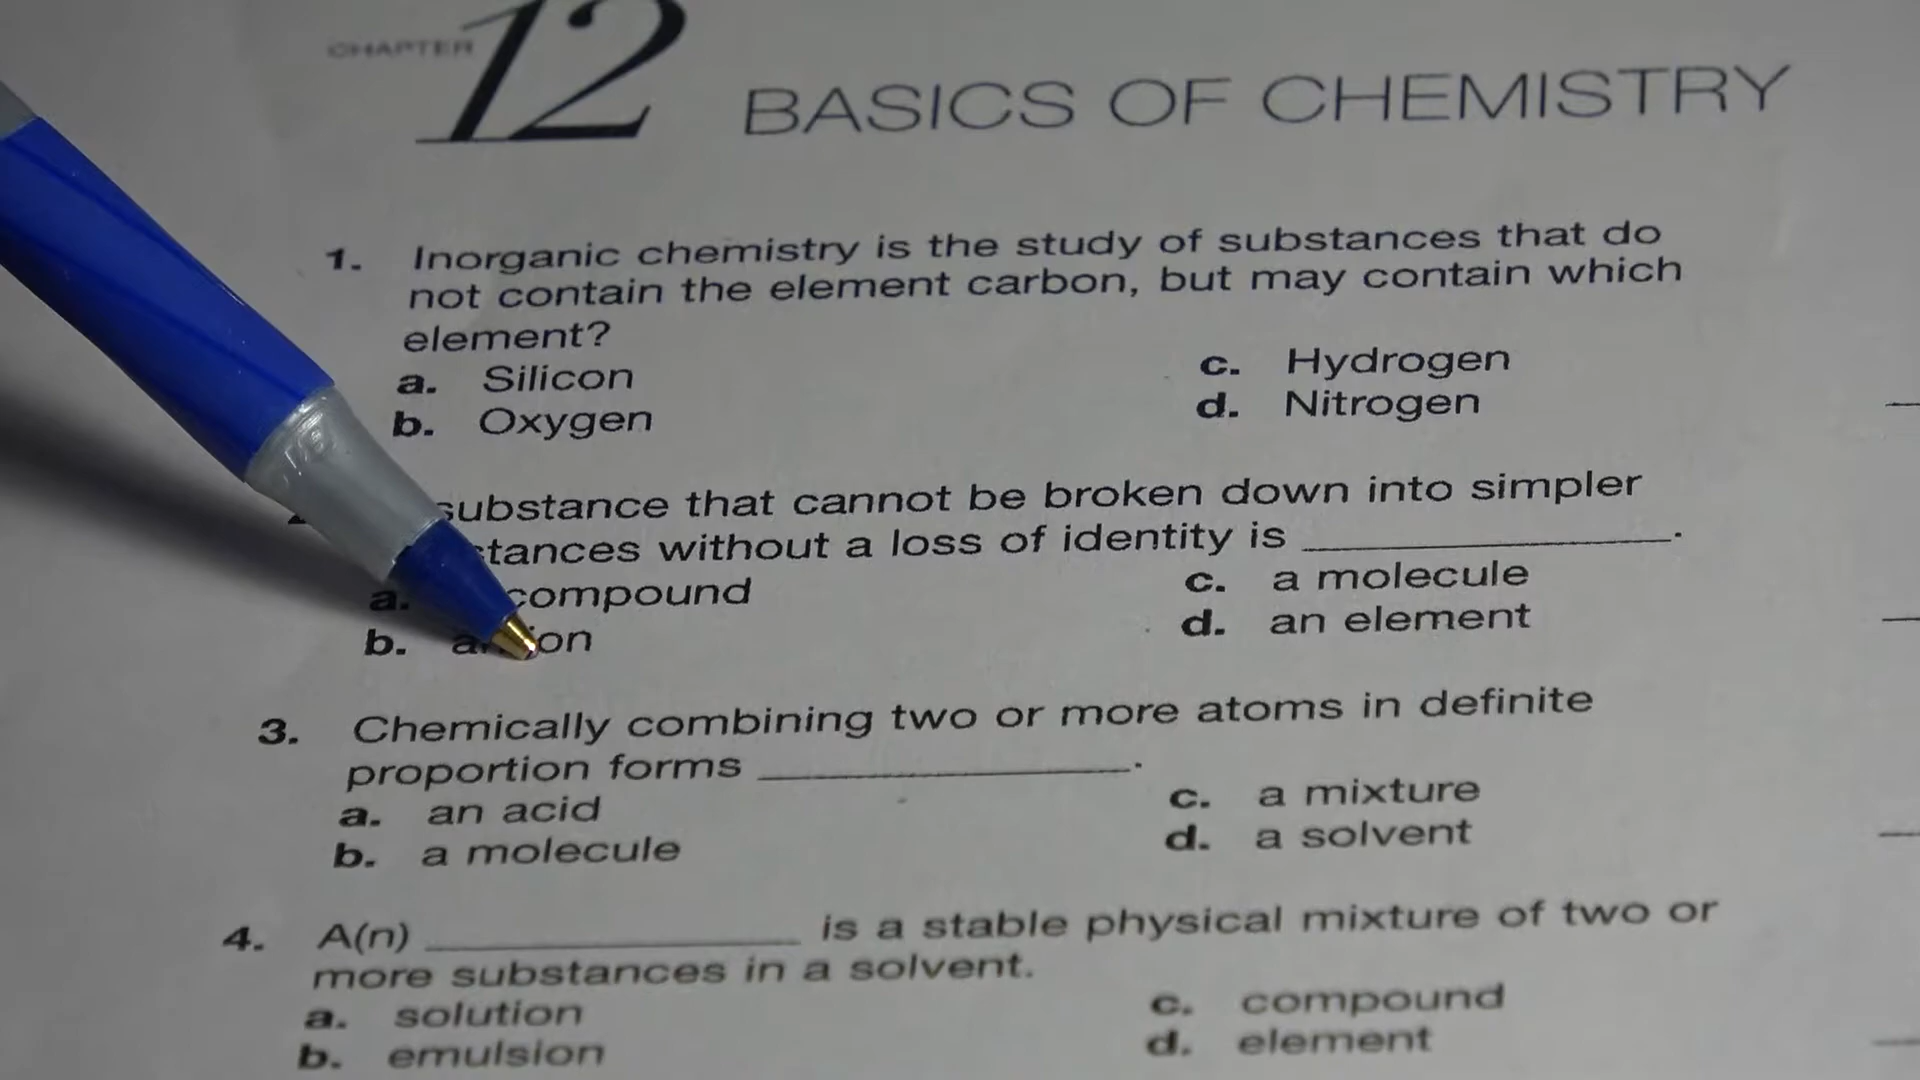 CHAPTER 12 BASICS OF CHEMISTRY
1. Inorganic chemistry is the study of substances that do
not contain the element carbon, but may contain which
element?
a. Silicon
b. Oxygen
c. Hydrogen
d. Nitrogen
substance that cannot be broken down into simpler
without a loss of identity is ____________.
a. compound
b. ion
c. a molecule
d. an element
3. Chemically combining two or more atoms in definite
proportion forms ____________.
a. an acid
b. a molecule
c. a mixture
d. a solvent
4. A(n) ____________ is a stable physical mixture of two or
more substances in a solvent.
a. solution
b. emulsion
c. compound
d. element